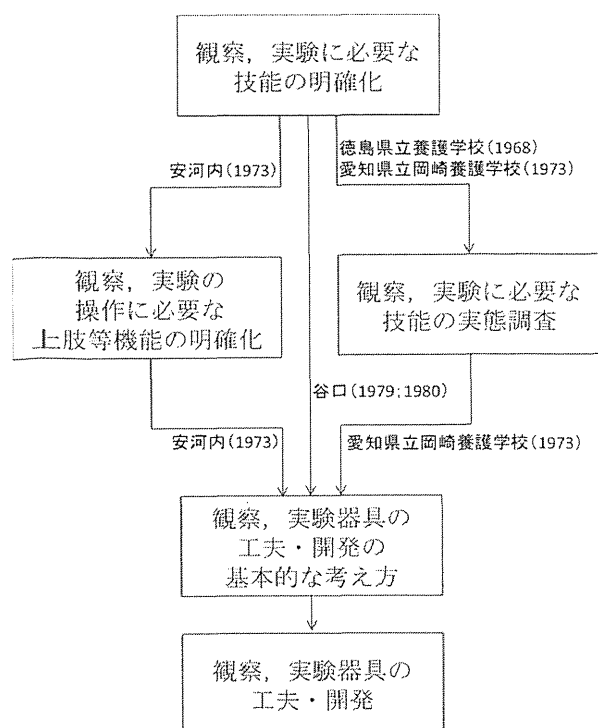 観察，実験に必要な
技能の明確化
安河内(1973)
徳島県立養護学校(1968)
愛知県立岡崎養護学校(1973)
観察，実験の
操作に必要な
上肢等機能の明確化
観察，実験に必要な
技能の実態調査
谷口(1979;1980)
安河内(1973)
愛知県立岡崎養護学校(1973)
観察，実験器具の
工夫・開発の
基本的な考え方
観察，実験器具の
工夫・開発